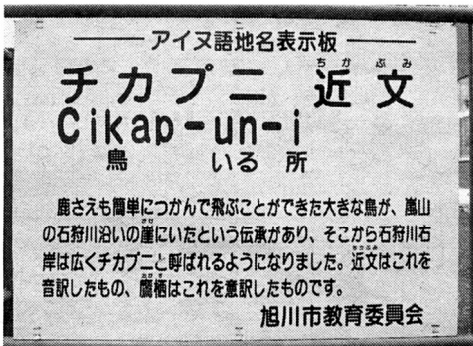 アイヌ語地名表示板
ちか ぶみ
チカプニ 近文
Cikap-un-i
鳥 いる 所
鹿さえも簡単につかんで飛ぶことができた大きな鳥が、嵐山
の石狩川沿いの崖にいたという伝承があり、そこから石狩川右
岸は広くチカプニと呼ばれるようになりました。近文はこれを
音訳したもの、鷹栖はこれを意訳したものです。
旭川市教育委員会